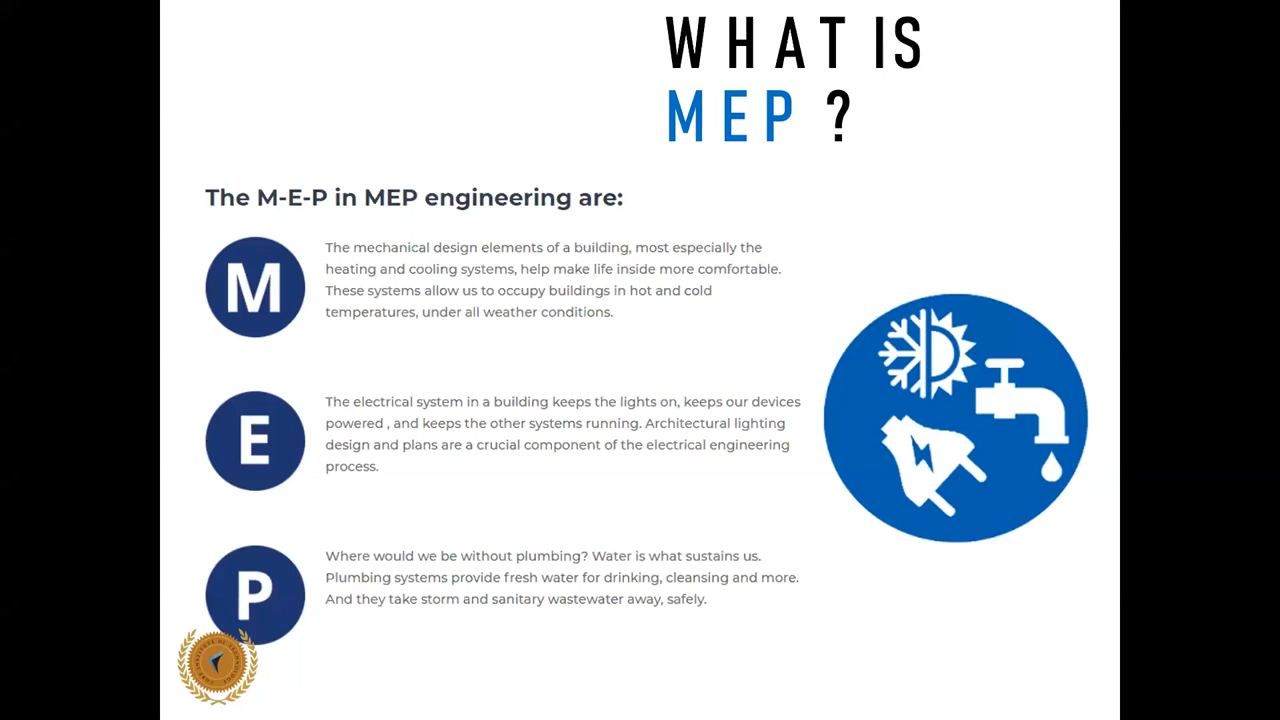 WHAT IS
MEP ?
The M-E-P in MEP engineering are:
M
The mechanical design elements of a building, most especially the
heating and cooling systems, help make life inside more comfortable.
These systems allow us to occupy buildings in hot and cold
temperatures, under all weather conditions.
E
The electrical system in a building keeps the lights on, keeps our devices
powered , and keeps the other systems running. Architectural lighting
design and plans are a crucial component of the electrical engineering
process.
P
Where would we be without plumbing? Water is what sustains us.
Plumbing systems provide fresh water for drinking, cleansing and more.
And they take storm and sanitary wastewater away, safely.